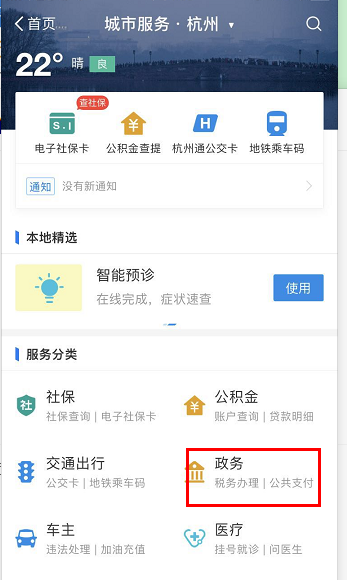 首页
城市服务 · 杭州
22° 晴 良
查社保
电子社保卡 公积金查提 杭州通公交卡 地铁乘车码
通知 没有新通知
本地精选
智能预诊
在线完成，症状速查
使用
服务分类
社保
社保查询 | 电子社保卡
公积金
账户查询 | 贷款明细
交通出行
公交卡 | 地铁乘车码
政务
税务办理 | 公共支付
车主
违法处理 | 加油充值
医疗
挂号就诊 | 问医生